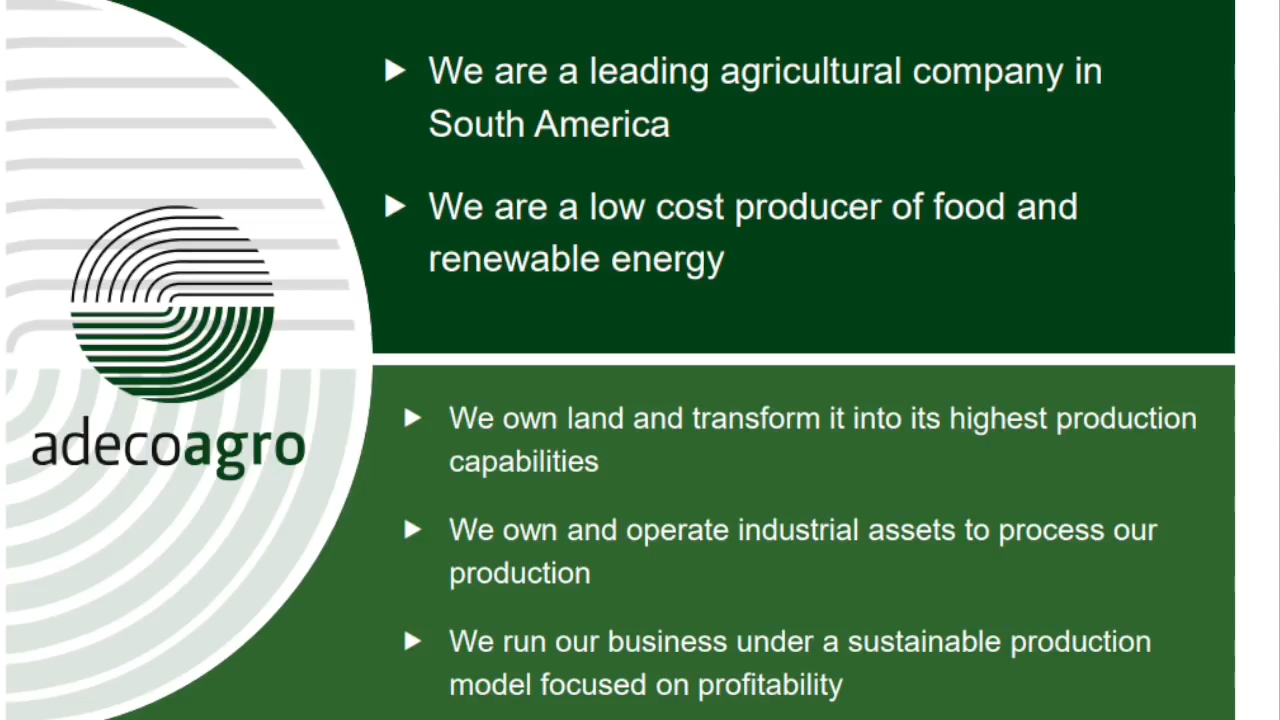 adecoagro
We are a leading agricultural company in
South America
We are a low cost producer of food and
renewable energy
We own land and transform it into its highest production
capabilities
We own and operate industrial assets to process our
production
We run our business under a sustainable production
model focused on profitability